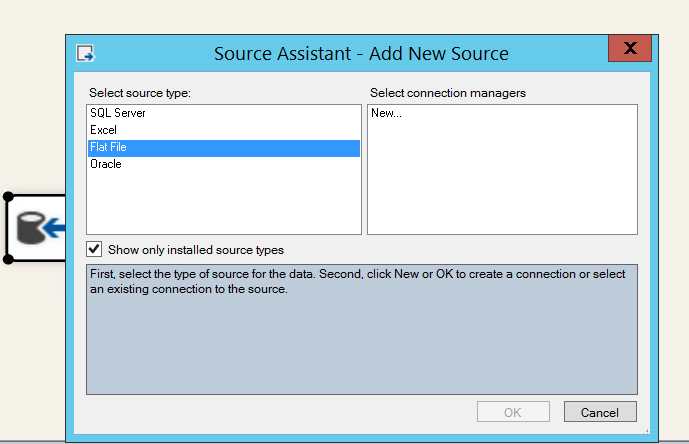 Source Assistant - Add New Source
X
Select source type:
Select connection managers
SQL Server
Excel
Flat File
Oracle
New...
Show only installed source types
First, select the type of source for the data. Second, click New or OK to create a connection or select
an existing connection to the source.
OK
Cancel